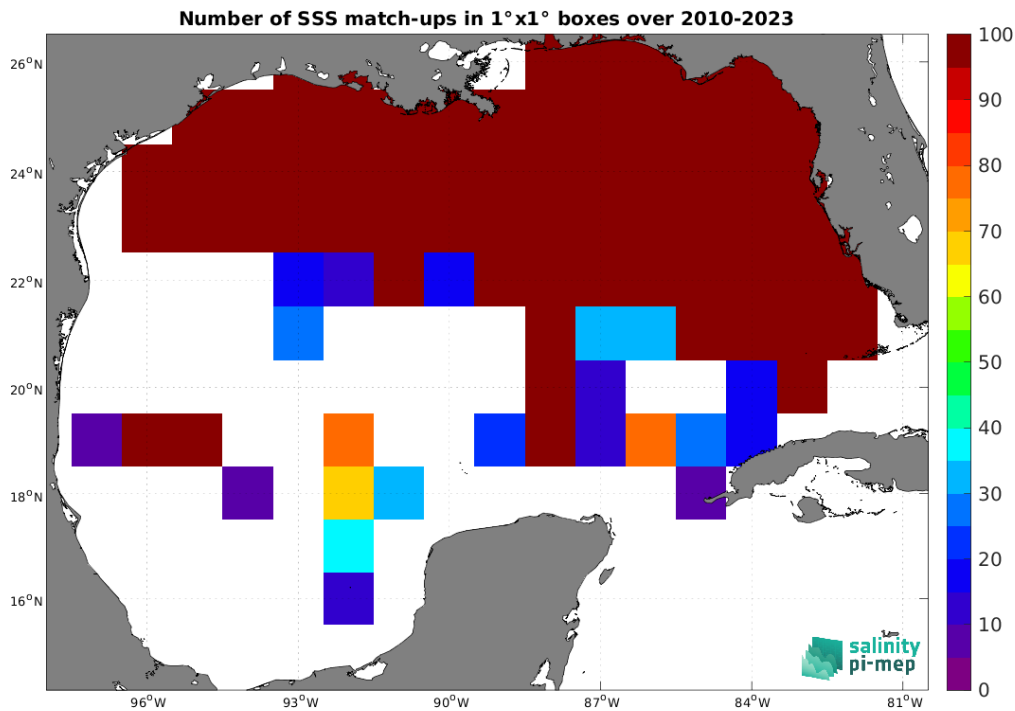 Number of SSS match-ups in 1°x1° boxes over 2010-2023
26°N
24°N
22°N
20°N
18°N
16°N
96°W
93°W
90°W
87°W
84°W
81°W
100
90
80
70
60
50
40
30
20
10
0
salinity
pi-mep